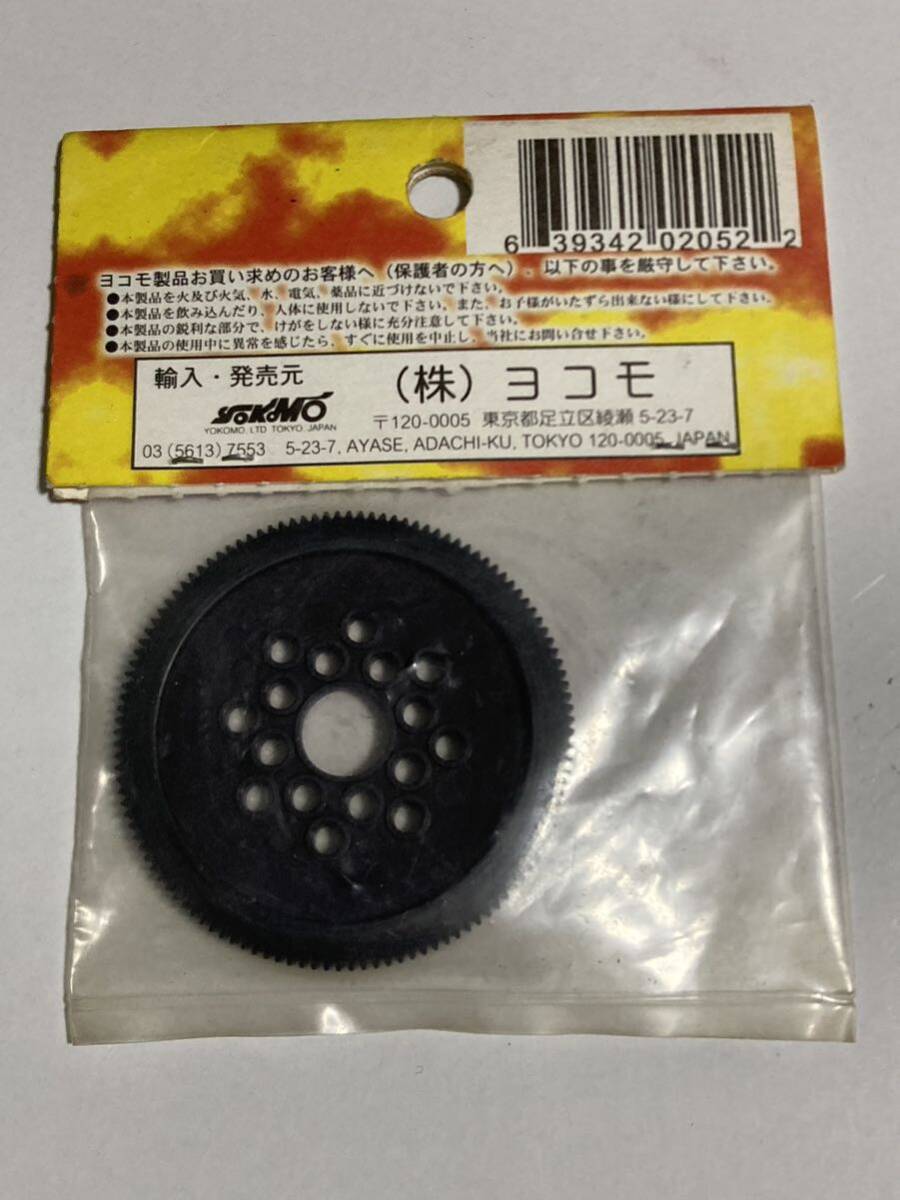 6 39342 02052 2
ヨコモ製品お買い求めのお客様へ（保護者の方へ）、以下の事を厳守して下さい。
●本製品を火及び火気、水、電気、薬品に近づけないで下さい。
●本製品を飲み込んだり、人体に使用しないで下さい。また、お子様がいたずら出来ない様にして下さい。
●本製品の鋭利な部分で、けがをしない様に充分注意して下さい。
●本製品の使用中に異常を感じたら、すぐに使用を中止し、当社にお問い合せ下さい。
輸入・発売元 （株）ヨコモ
YOKOMO
YOKOMO. LTD TOKYO. JAPAN 〒120-0005 東京都足立区綾瀬 5-23-7
03 (5613) 7553 5-23-7, AYASE, ADACHI-KU, TOKYO 120-0005, JAPAN